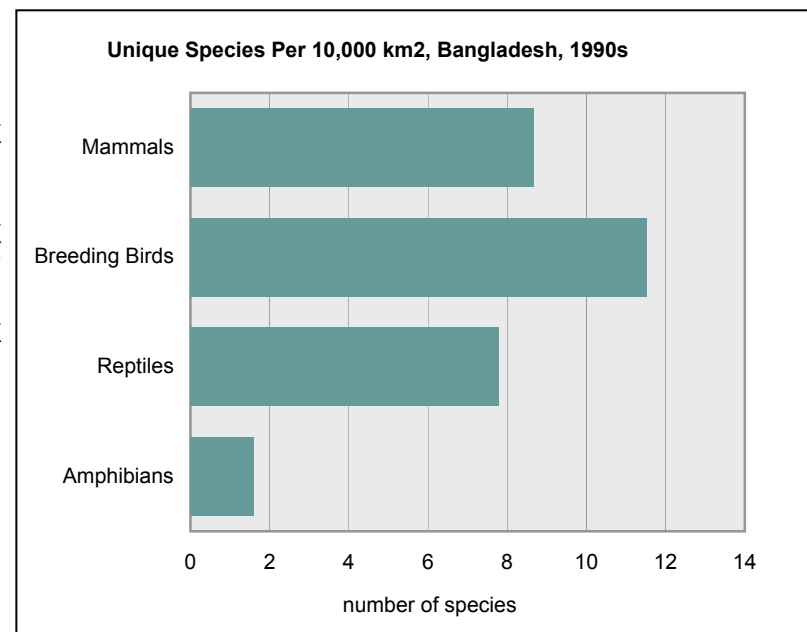 Unique Species Per 10,000 km2, Bangladesh, 1990s
Mammals
Breeding Birds
Reptiles
Amphibians
0 2 4 6 8 10 12 14
number of species